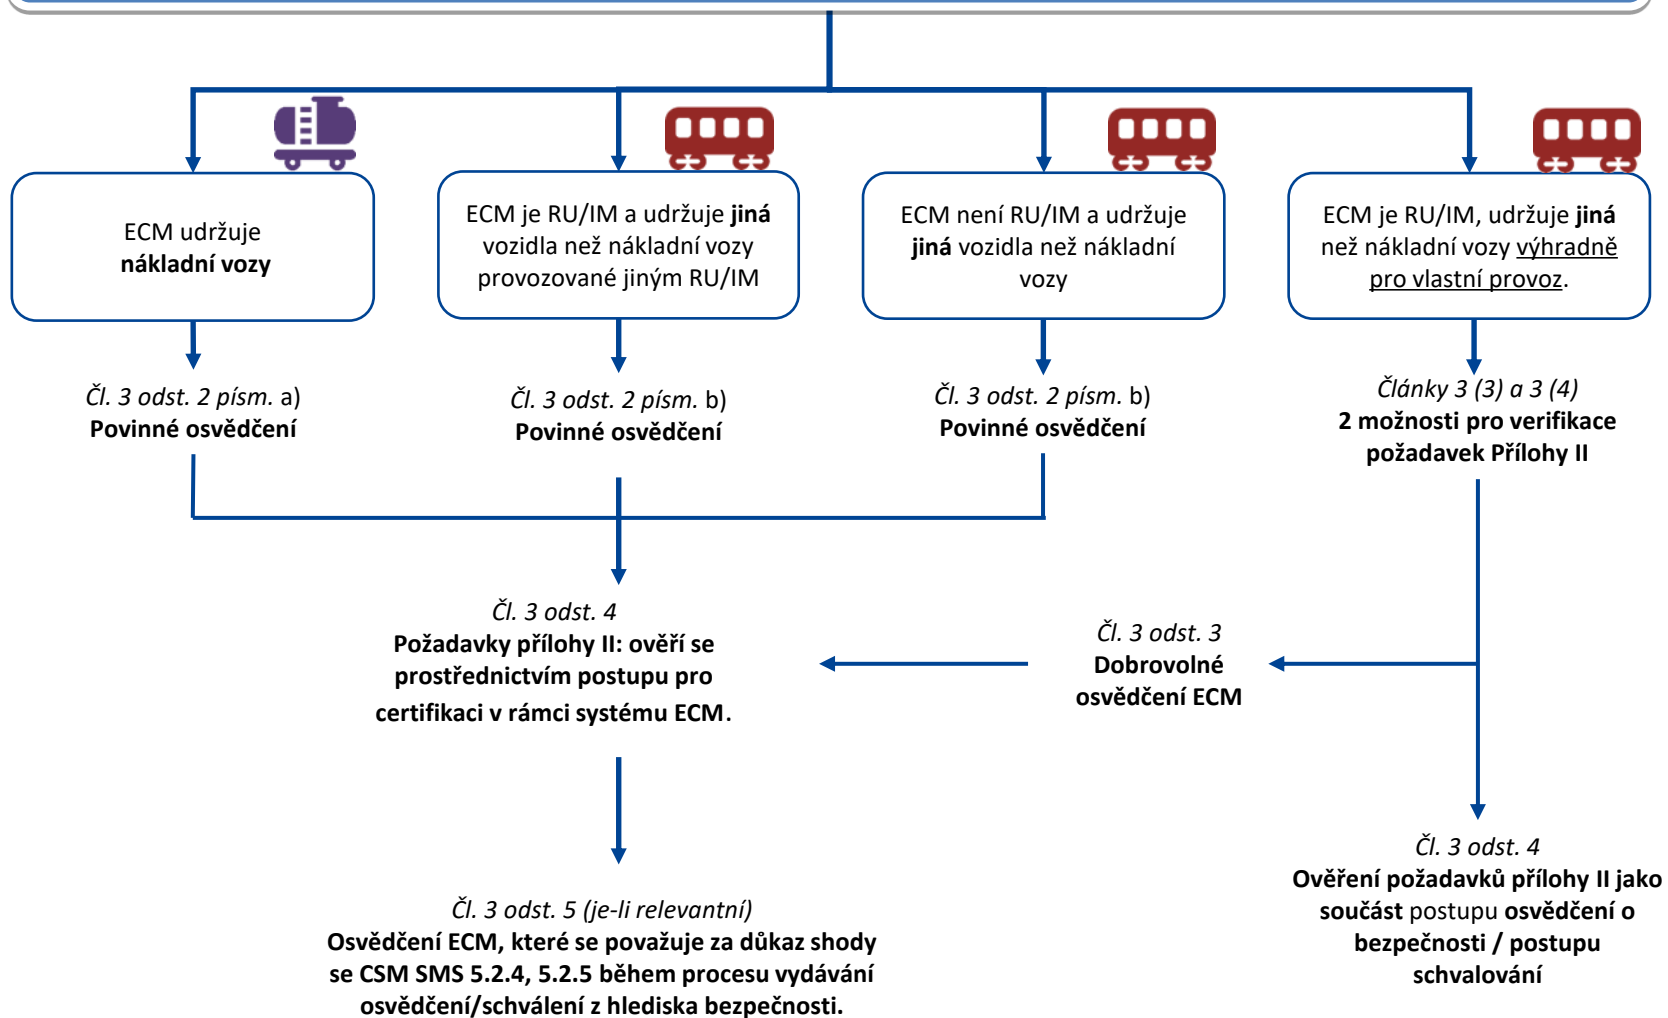 ECM udržuje
nákladní vozy
ECM je RU/IM a udržuje jiná
vozidla než nákladní vozy
provozované jiným RU/IM
ECM není RU/IM a udržuje
jiná vozidla než nákladní
vozy
ECM je RU/IM, udržuje jiná
než nákladní vozy výhradně
pro vlastní provoz.
Čl. 3 odst. 2 písm. a)
Povinné osvědčení
Čl. 3 odst. 2 písm. b)
Povinné osvědčení
Čl. 3 odst. 2 písm. b)
Povinné osvědčení
Články 3 (3) a 3 (4)
2 možnosti pro verifikace
požadavek Přílohy II
Čl. 3 odst. 4
Požadavky přílohy II: ověří se
prostřednictvím postupu pro
certifikaci v rámci systému ECM.
Čl. 3 odst. 3
Dobrovolné
osvědčení ECM
Čl. 3 odst. 4
Ověření požadavků přílohy II jako
součást postupu osvědčení o
bezpečnosti / postupu
schvalování
Čl. 3 odst. 5 (je-li relevantní)
Osvědčení ECM, které se považuje za důkaz shody
se CSM SMS 5.2.4, 5.2.5 během procesu vydávání
osvědčení/schválení z hlediska bezpečnosti.